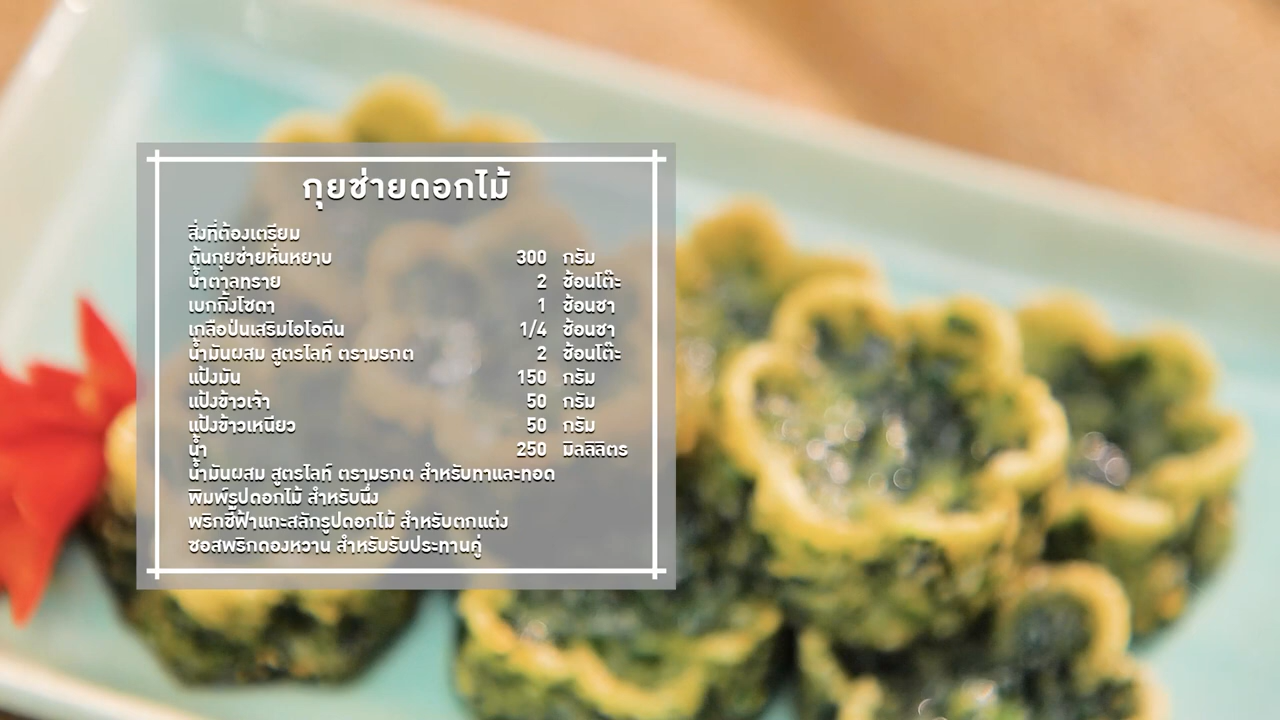 กุยช่ายดอกไม้
สิ่งที่ต้องเตรียม
ต้นกุยช่ายหั่นหยาบ 300 กรัม
น้ำตาลทราย 2 ช้อนโต๊ะ
เบกกิ้งโซดา 1 ช้อนชา
เกลือป่นเสริมไอโอดีน 1/4 ช้อนชา
น้ำมันผสม สูตรไลท์ ตรามรกต 2 ช้อนโต๊ะ
แป้งมัน 150 กรัม
แป้งข้าวเจ้า 50 กรัม
แป้งข้าวเหนียว 50 กรัม
น้ำ 250 มิลลิลิตร
น้ำมันผสม สูตรไลท์ ตรามรกต สำหรับทาและทอด
พิมพ์รูปดอกไม้ สำหรับนึ่ง
พริกชี้ฟ้าแกะสลักรูปดอกไม้ สำหรับตกแต่ง
ซอสพริกดองหวาน สำหรับรับประทานคู่